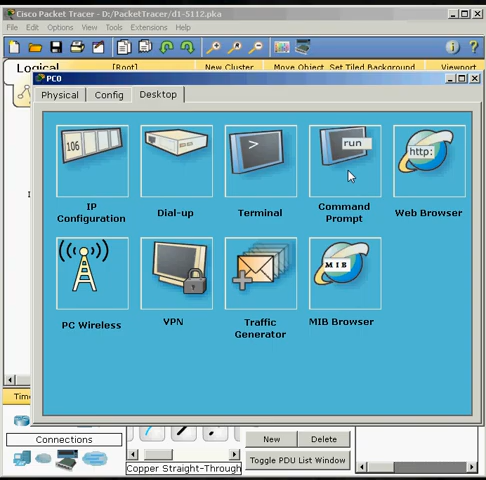 Cisco Packet Tracer - D:/PacketTracer/d1-5112.pka
File Edit Options View Tools Extensions Help
Logical [Root] New Cluster Move Object Set Tiled Background Viewport
PC0
Physical Config Desktop
106
>
run
http:
IP Configuration
Dial-up
Terminal
Command Prompt
Web Browser
MIB
PC Wireless
VPN
Traffic Generator
MIB Browser
Time
Connections
New Delete
Toggle PDU List Window
Copper Straight-Through